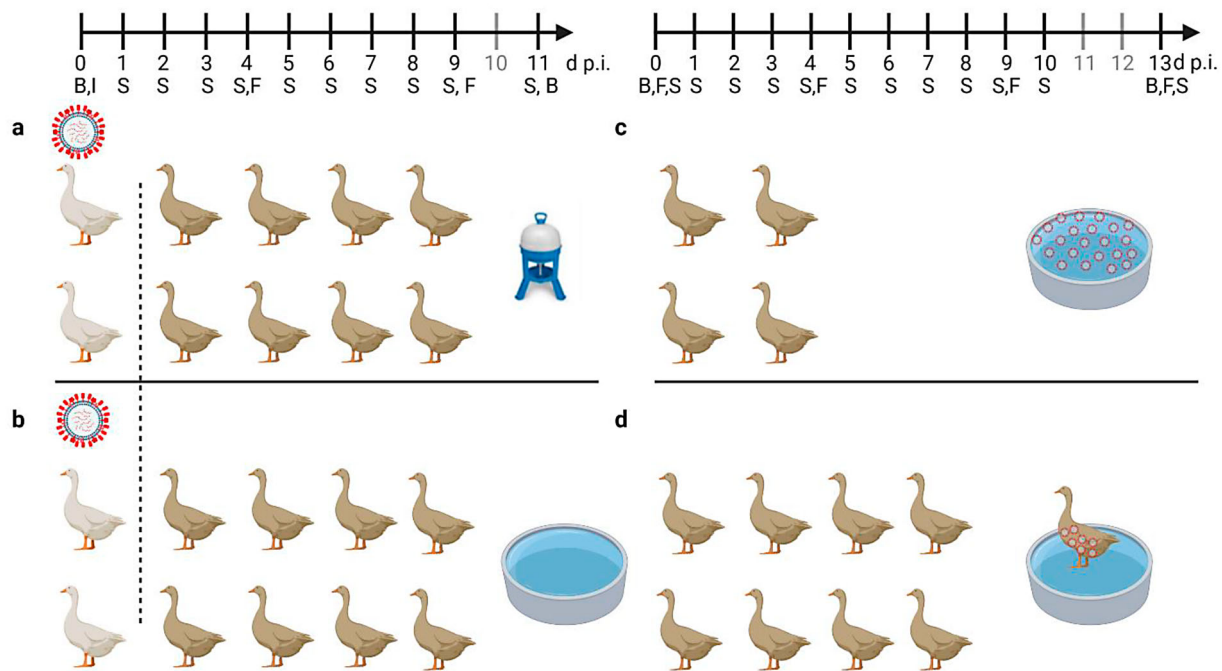 0 1 2 3 4 5 6 7 8 9 10 11 d p.i.
B,I S S S S,F S S S S S, F S, B
0 1 2 3 4 5 6 7 8 9 10 11 12 13d p.i.
B,F,S S S S S,F S S S S S,F S B,F,S
a
c
b
d